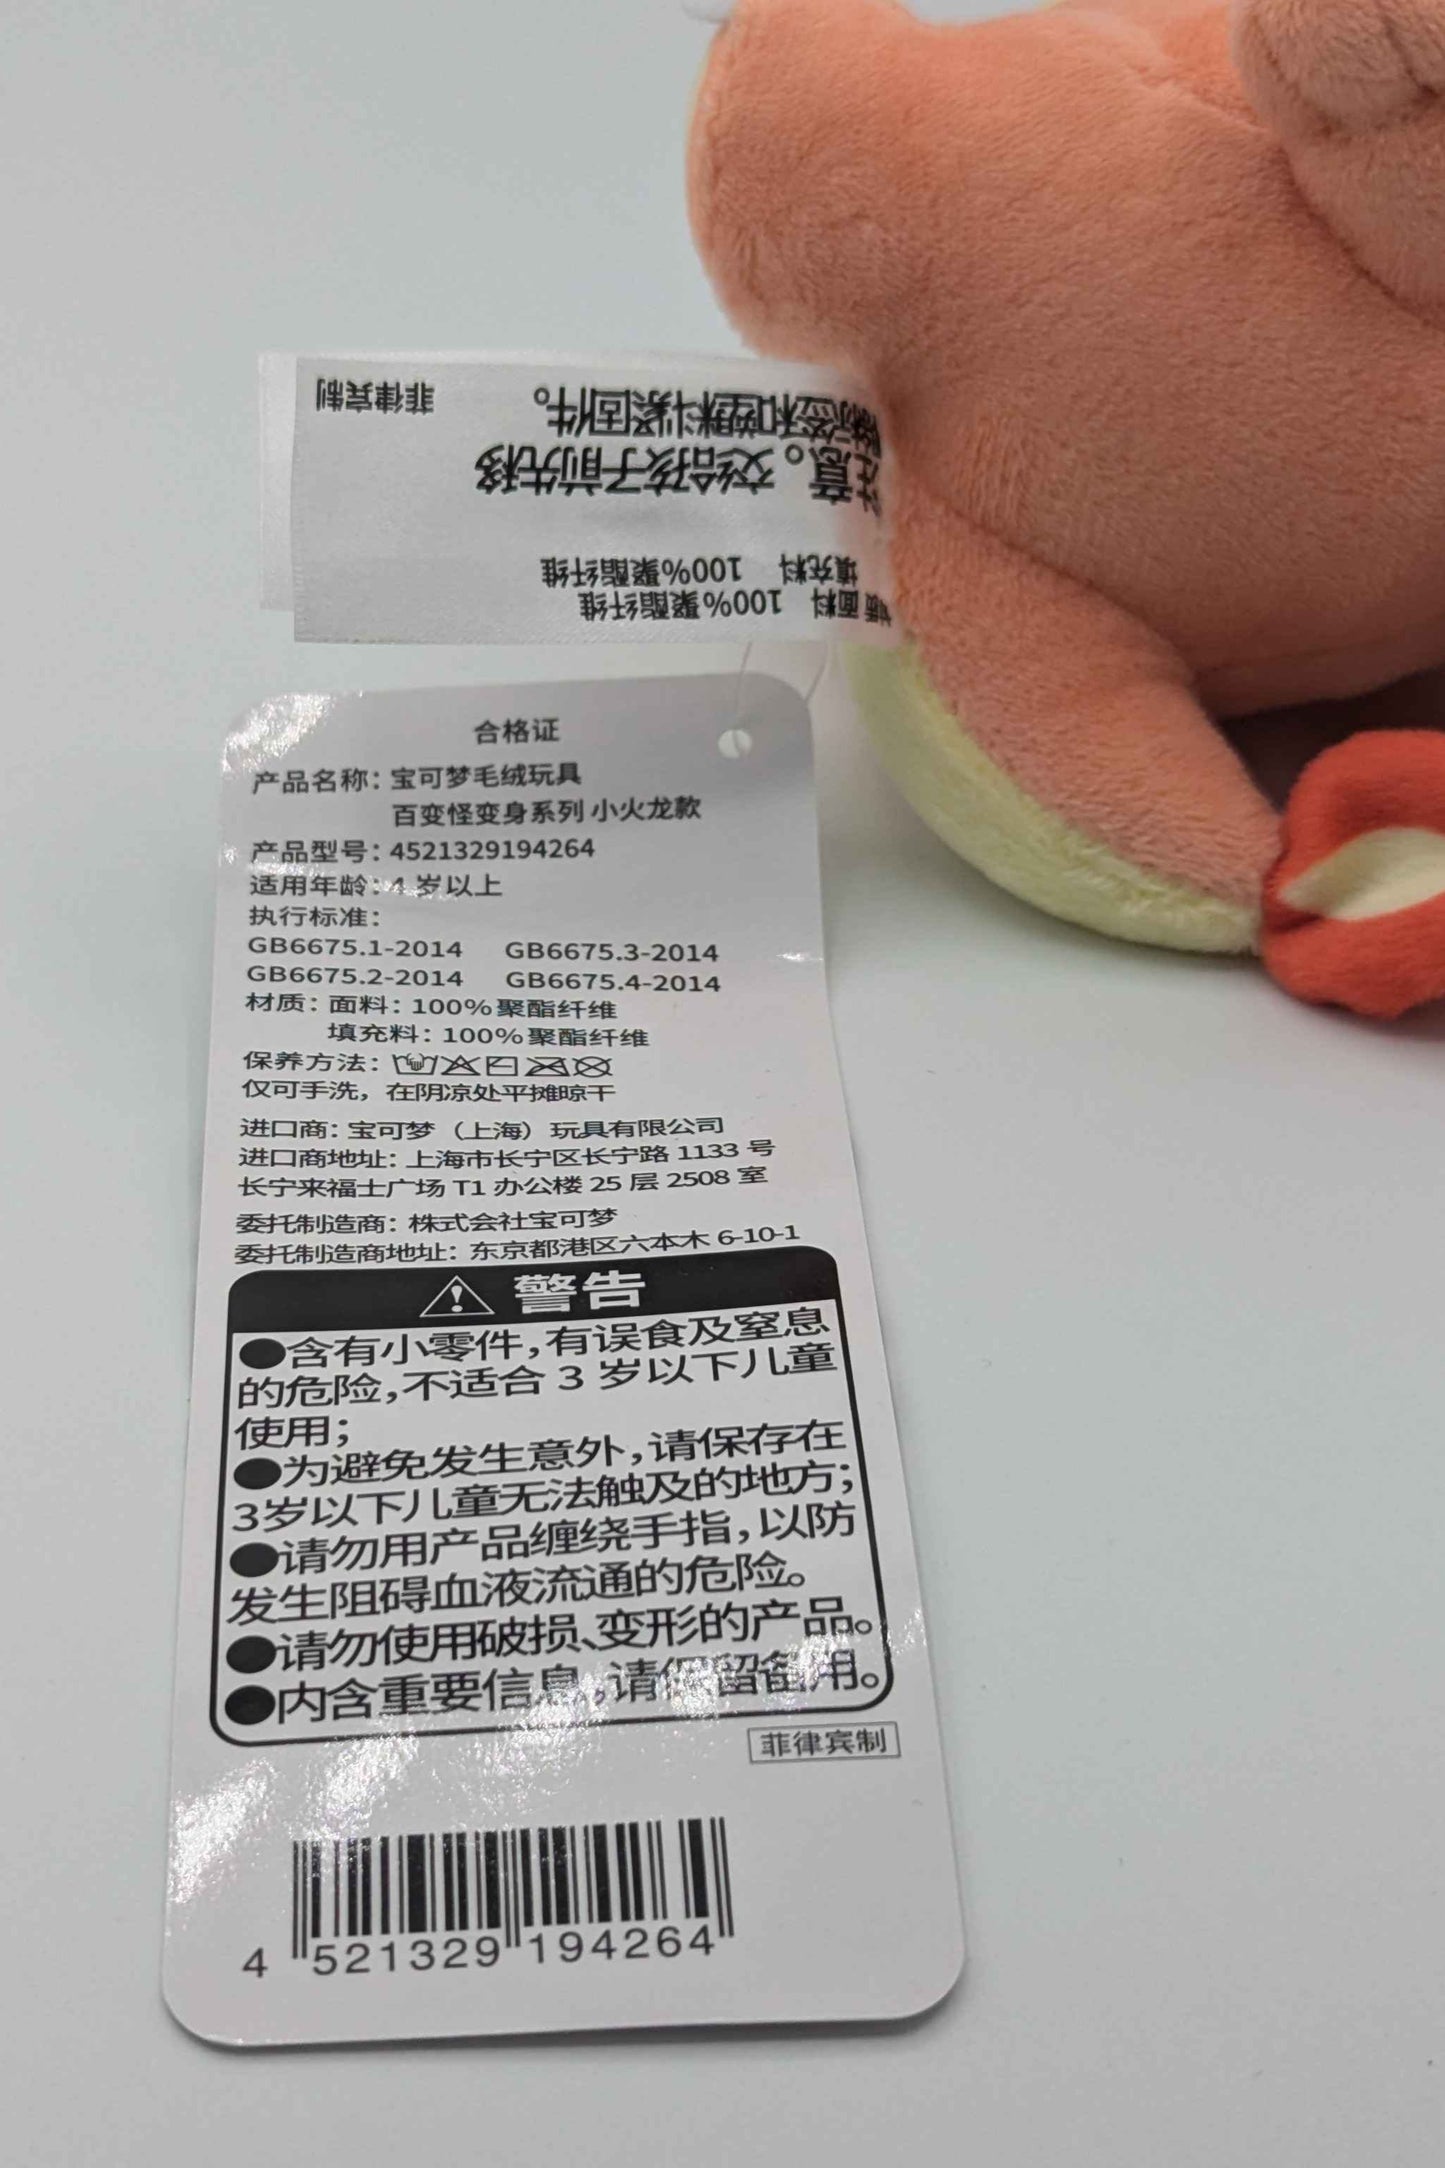 菲律宾制
注意。交给孩子前先移
除标签和塑料紧固件。
面料 100%聚酯纤维
填充料 100%聚酯纤维
合格证
产品名称：宝可梦毛绒玩具
百变怪变身系列 小火龙款
产品型号：4521329194264
适用年龄：4 岁以上
执行标准：
GB6675.1-2014 GB6675.3-2014
GB6675.2-2014 GB6675.4-2014
材质：面料：100%聚酯纤维
填充料：100%聚酯纤维
保养方法：
仅可手洗，在阴凉处平摊晾干
进口商：宝可梦（上海）玩具有限公司
进口商地址：上海市长宁区长宁路 1133 号
长宁来福士广场 T1 办公楼 25 层 2508 室
委托制造商：株式会社宝可梦
委托制造商地址：东京都港区六本木 6-10-1
警告
●含有小零件，有误食及窒息
的危险，不适合 3 岁以下儿童
使用；
●为避免发生意外，请保存在
3岁以下儿童无法触及的地方；
●请勿用产品缠绕手指，以防
发生阻碍血液流通的危险。
●请勿使用破损、变形的产品。
●内含重要信息，请保留备用。
菲律宾制
4 521329 194264